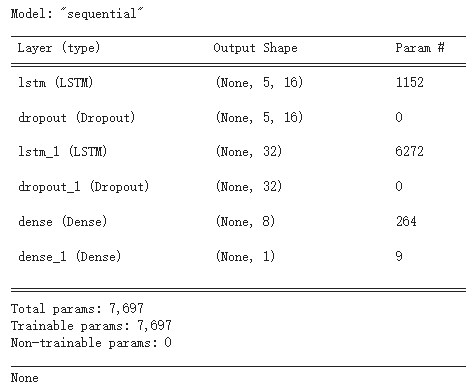 Model: "sequential"
Layer (type) Output Shape Param #
lstm (LSTM) (None, 5, 16) 1152
dropout (Dropout) (None, 5, 16) 0
lstm_1 (LSTM) (None, 32) 6272
dropout_1 (Dropout) (None, 32) 0
dense (Dense) (None, 8) 264
dense_1 (Dense) (None, 1) 9
Total params: 7,697
Trainable params: 7,697
Non-trainable params: 0
None